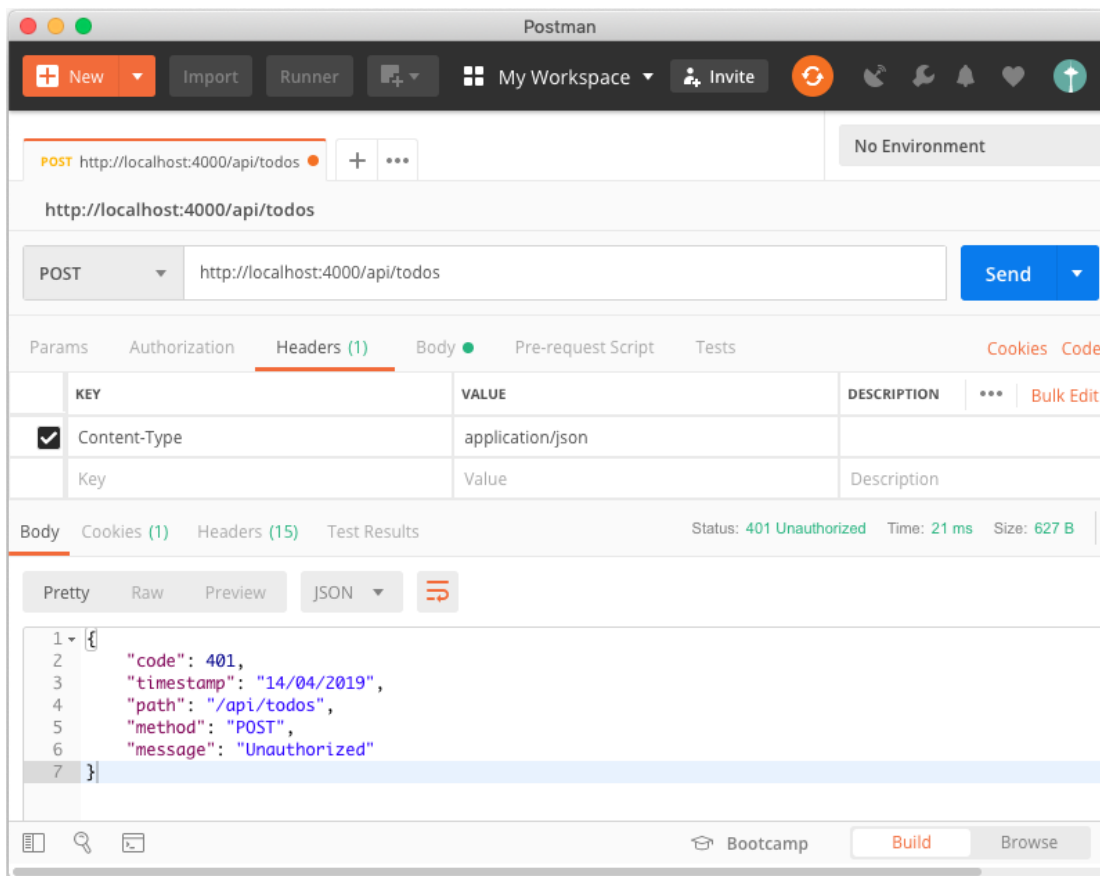 Postman
New Import Runner My Workspace Invite
POST http://localhost:4000/api/todos No Environment
http://localhost:4000/api/todos
POST http://localhost:4000/api/todos Send
Params Authorization Headers (1) Body Pre-request Script Tests Cookies Code
KEY VALUE DESCRIPTION Bulk Edit
Content-Type application/json
Key Value Description
Body Cookies (1) Headers (15) Test Results Status: 401 Unauthorized Time: 21 ms Size: 627 B
Pretty Raw Preview JSON
1 {
2 "code": 401,
3 "timestamp": "14/04/2019",
4 "path": "/api/todos",
5 "method": "POST",
6 "message": "Unauthorized"
7 }
Bootcamp Build Browse